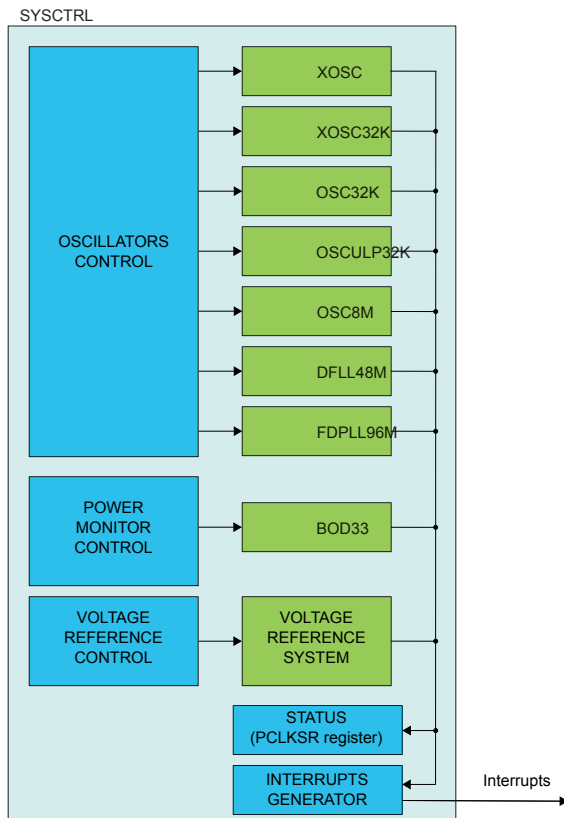 SYSCTRL
XOSC
XOSC32K
OSC32K
OSCILLATORS
CONTROL
OSCULP32K
OSC8M
DFLL48M
FDPLL96M
POWER
MONITOR
CONTROL
BOD33
VOLTAGE
REFERENCE
CONTROL
VOLTAGE
REFERENCE
SYSTEM
STATUS
(PCLKSR register)
INTERRUPTS
GENERATOR
Interrupts